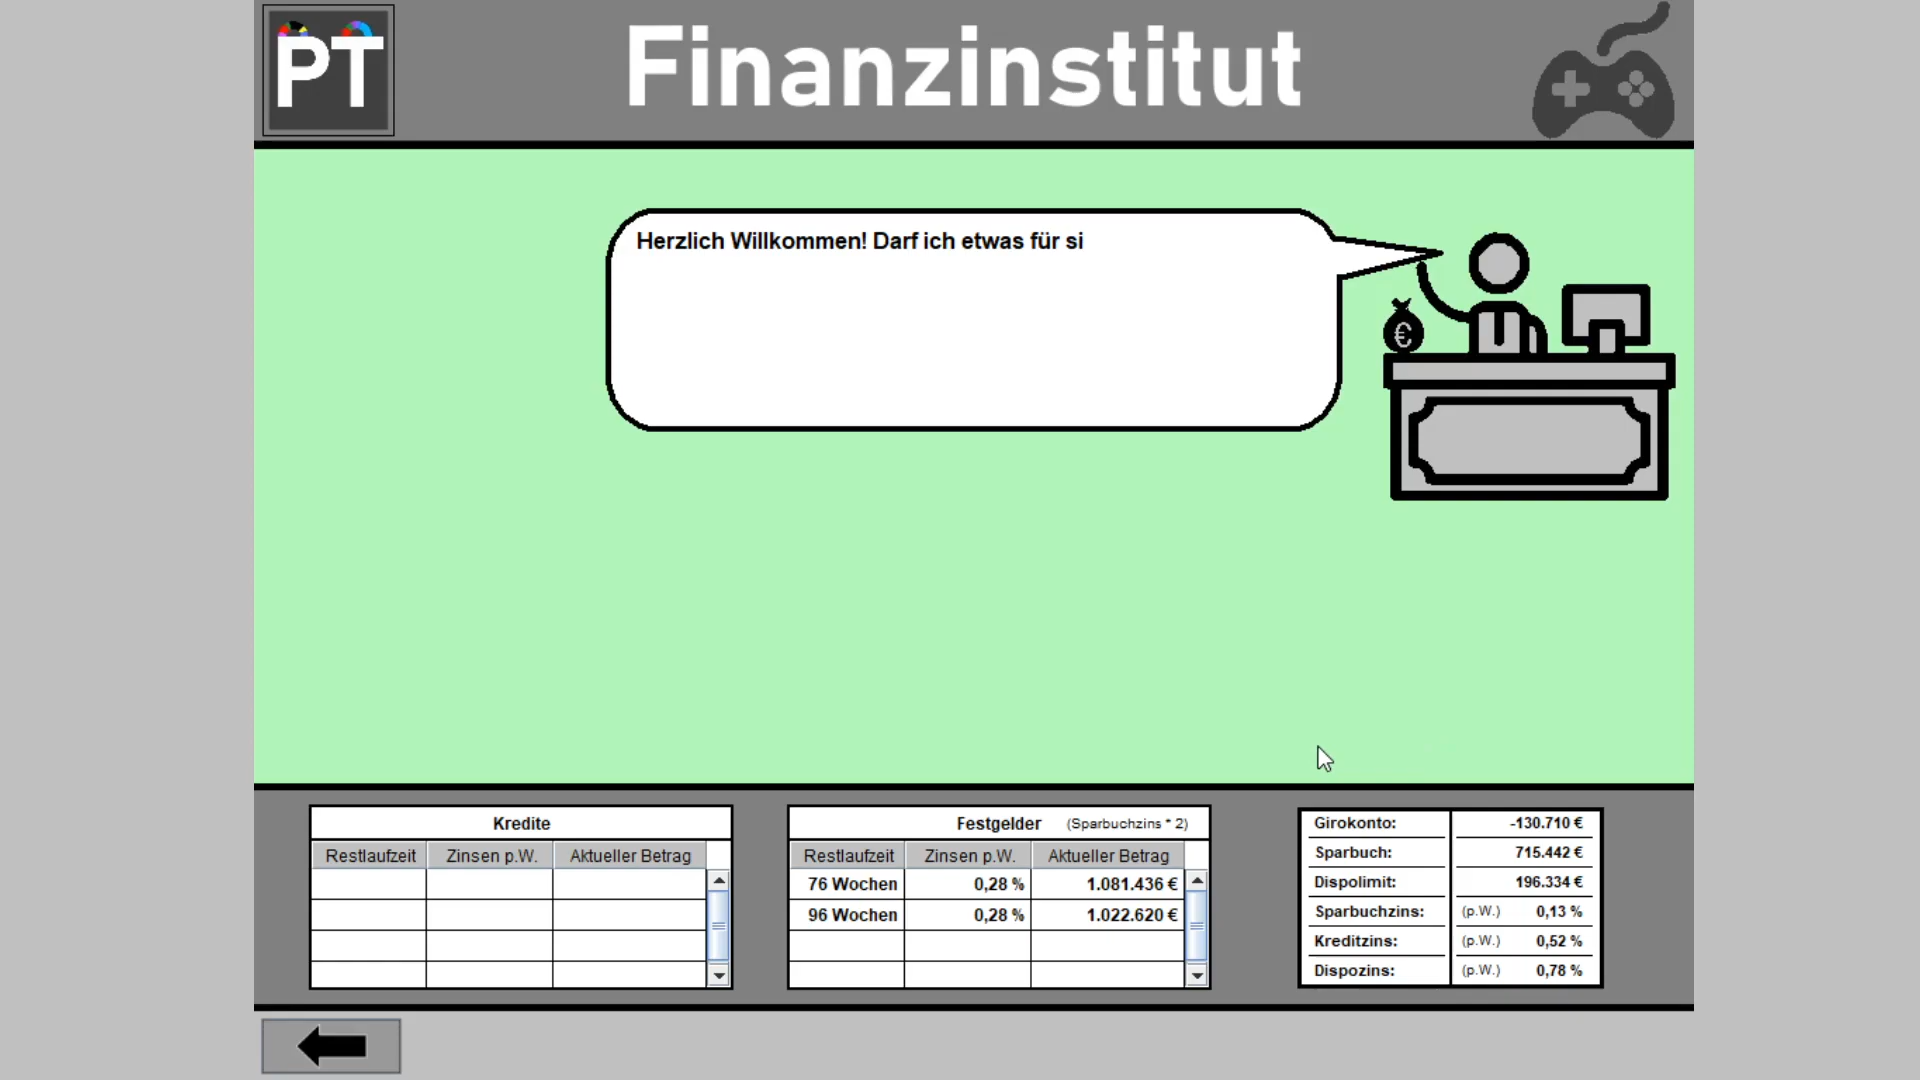 PT
Finanzinstitut
Herzlich Willkommen! Darf ich etwas für si
€
Kredite
Restlaufzeit Zinsen p.W. Aktueller Betrag
Festgelder (Sparbuchzins * 2)
Restlaufzeit Zinsen p.W. Aktueller Betrag
76 Wochen 0,28 % 1.081.436 €
96 Wochen 0,28 % 1.022.620 €
Girokonto: -130.710 €
Sparbuch: 715.442 €
Dispolimit: 196.334 €
Sparbuchzins: (p.W.) 0,13 %
Kreditzins: (p.W.) 0,52 %
Dispozins: (p.W.) 0,78 %